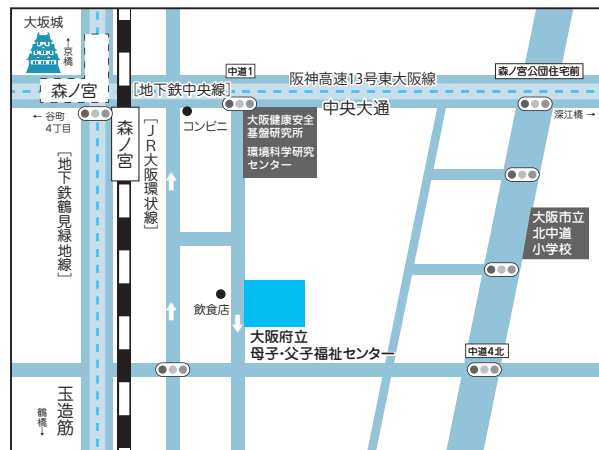 大坂城
←京橋
森ノ宮
[地下鉄中央線]
中道1
阪神高速13号東大阪線
森ノ宮公団住宅前
中央大通
← 谷町
4丁目
深江橋 →
コンビニ
大阪健康安全
基盤研究所
環境科学研究
センター
森ノ宮
[JR大阪環状線]
[地下鉄鶴見緑地線]
大阪市立
北中道
小学校
飲食店
大阪府立
母子・父子福祉センター
中道4北
玉造筋
鶴橋→